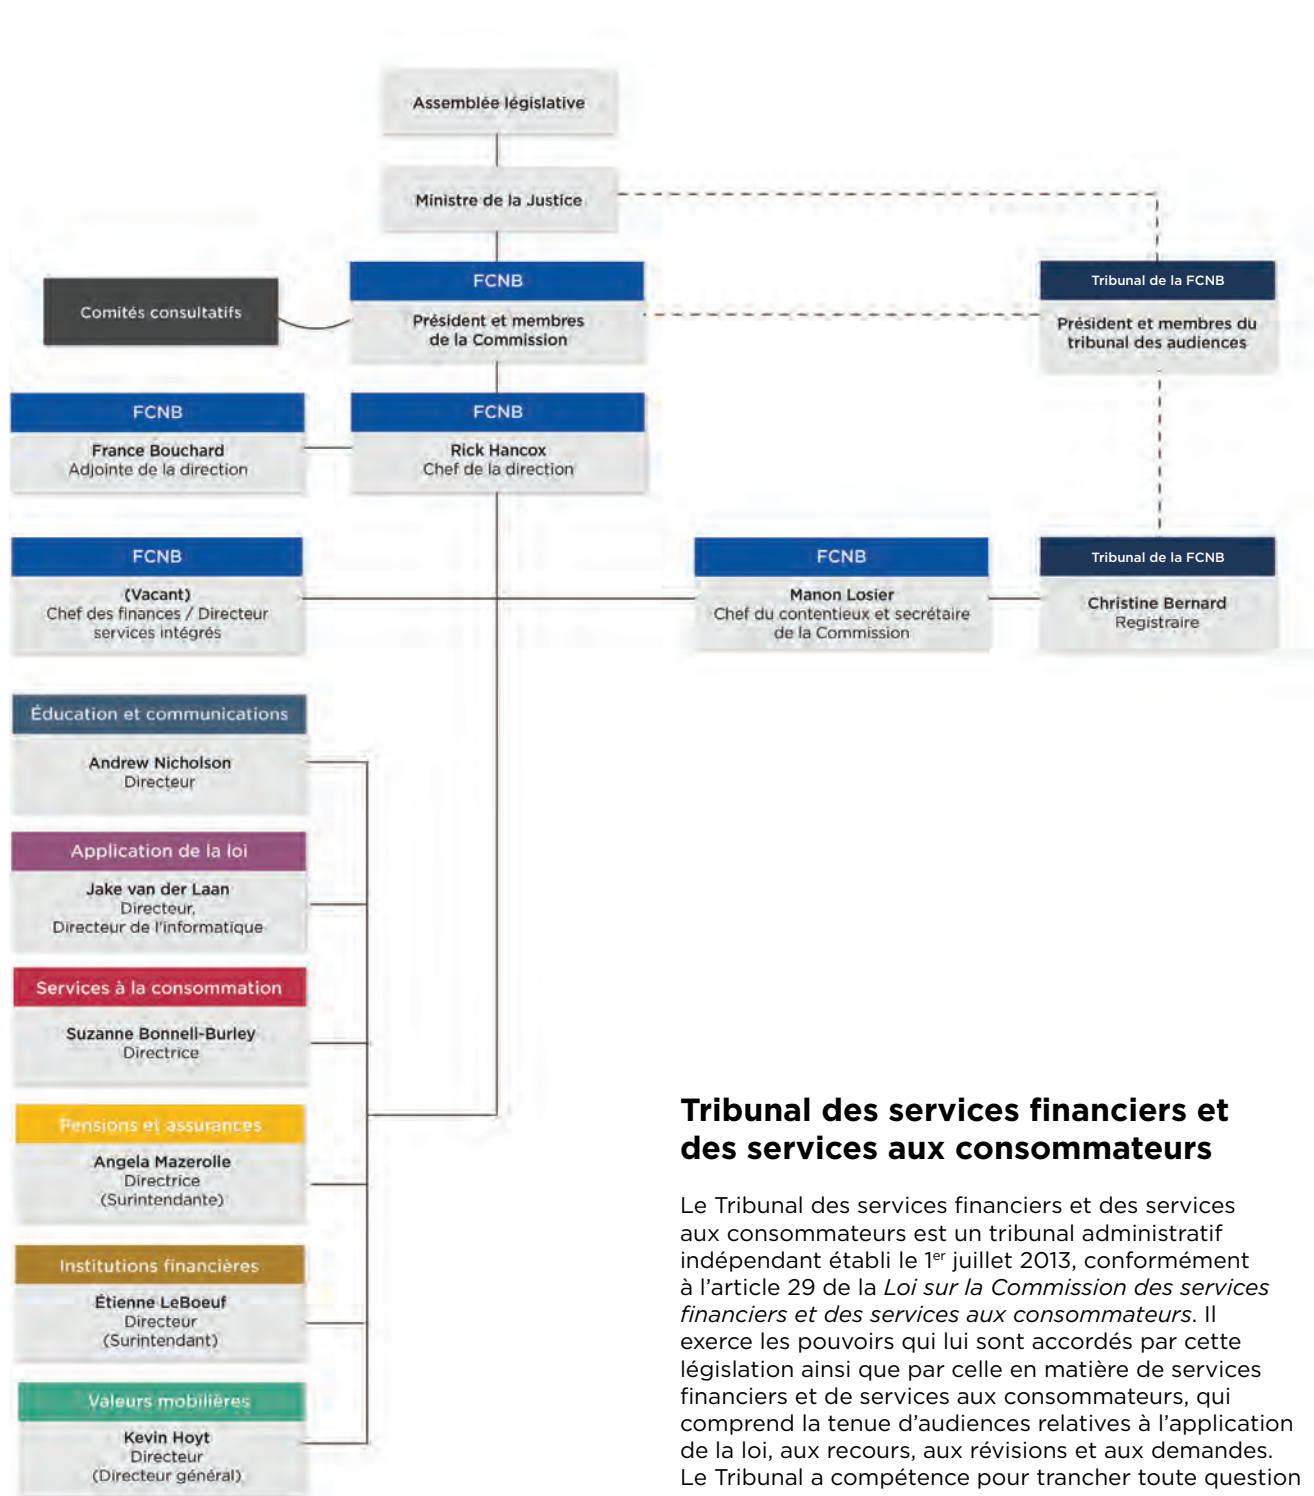 Assemblée législative
Ministre de la Justice
Comités consultatifs
FCNB
Président et membres
de la Commission
Tribunal de la FCNB
Président et membres du
tribunal des audiences
FCNB
France Bouchard
Adjointe de la direction
FCNB
Rick Hancox
Chef de la direction
FCNB
(Vacant)
Chef des finances / Directeur
services intégrés
FCNB
Manon Losier
Chef du contentieux et secrétaire
de la Commission
Tribunal de la FCNB
Christine Bernard
Registraire
Éducation et communications
Andrew Nicholson
Directeur
Application de la loi
Jake van der Laan
Directeur,
Directeur de l'informatique
Services à la consommation
Suzanne Bonnell-Burley
Directrice
Pensions et assurances
Angela Mazerolle
Directrice
(Surintendante)
Institutions financières
Étienne LeBoeuf
Directeur
(Surintendant)
Valeurs mobilières
Kevin Hoyt
Directeur
(Directeur général)
Tribunal des services financiers et
des services aux consommateurs
Le Tribunal des services financiers et des services
aux consommateurs est un tribunal administratif
indépendant établi le 1er juillet 2013, conformément
à l'article 29 de la Loi sur la Commission des services
financiers et des services aux consommateurs. Il
exerce les pouvoirs qui lui sont accordés par cette
législation ainsi que par celle en matière de services
financiers et de services aux consommateurs, qui
comprend la tenue d'audiences relatives à l'application
de la loi, aux recours, aux révisions et aux demandes.
Le Tribunal a compétence pour trancher toute question